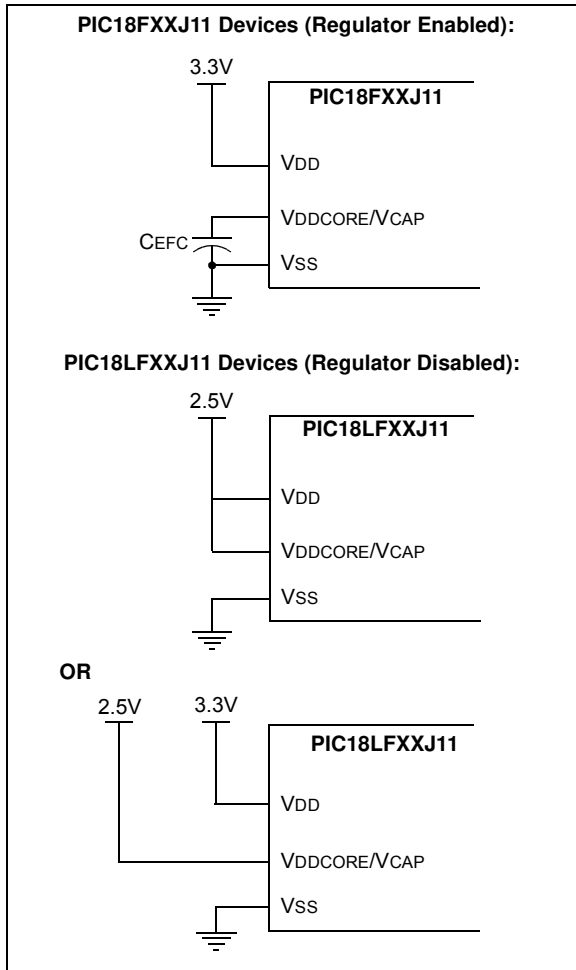 PIC18FXXJ11 Devices (Regulator Enabled):
3.3V
PIC18FXXJ11
VDD
VDDCORE/VCAP
CEFC
VSS
PIC18LFXXJ11 Devices (Regulator Disabled):
2.5V
PIC18LFXXJ11
VDD
VDDCORE/VCAP
VSS
OR
2.5V 3.3V
PIC18LFXXJ11
VDD
VDDCORE/VCAP
VSS